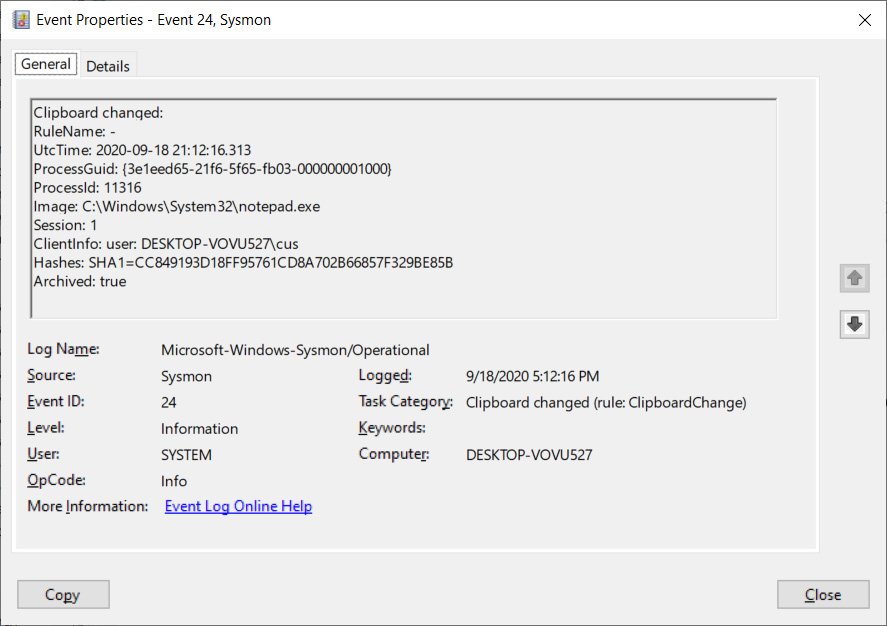 Event Properties - Event 24, Sysmon
General
Details
Clipboard changed:
RuleName: -
UtcTime: 2020-09-18 21:12:16.313
ProcessGuid: {3e1eed65-21f6-5f65-fb03-000000001000}
ProcessId: 11316
Image: C:\Windows\System32\notepad.exe
Session: 1
ClientInfo: user: DESKTOP-VOVU527\cus
Hashes: SHA1=CC849193D18FF95761CD8A702B66857F329BE85B
Archived: true
Log Name: Microsoft-Windows-Sysmon/Operational
Source: Sysmon Logged: 9/18/2020 5:12:16 PM
Event ID: 24 Task Category: Clipboard changed (rule: ClipboardChange)
Level: Information Keywords:
User: SYSTEM Computer: DESKTOP-VOVU527
OpCode: Info
More Information: Event Log Online Help
Copy Close